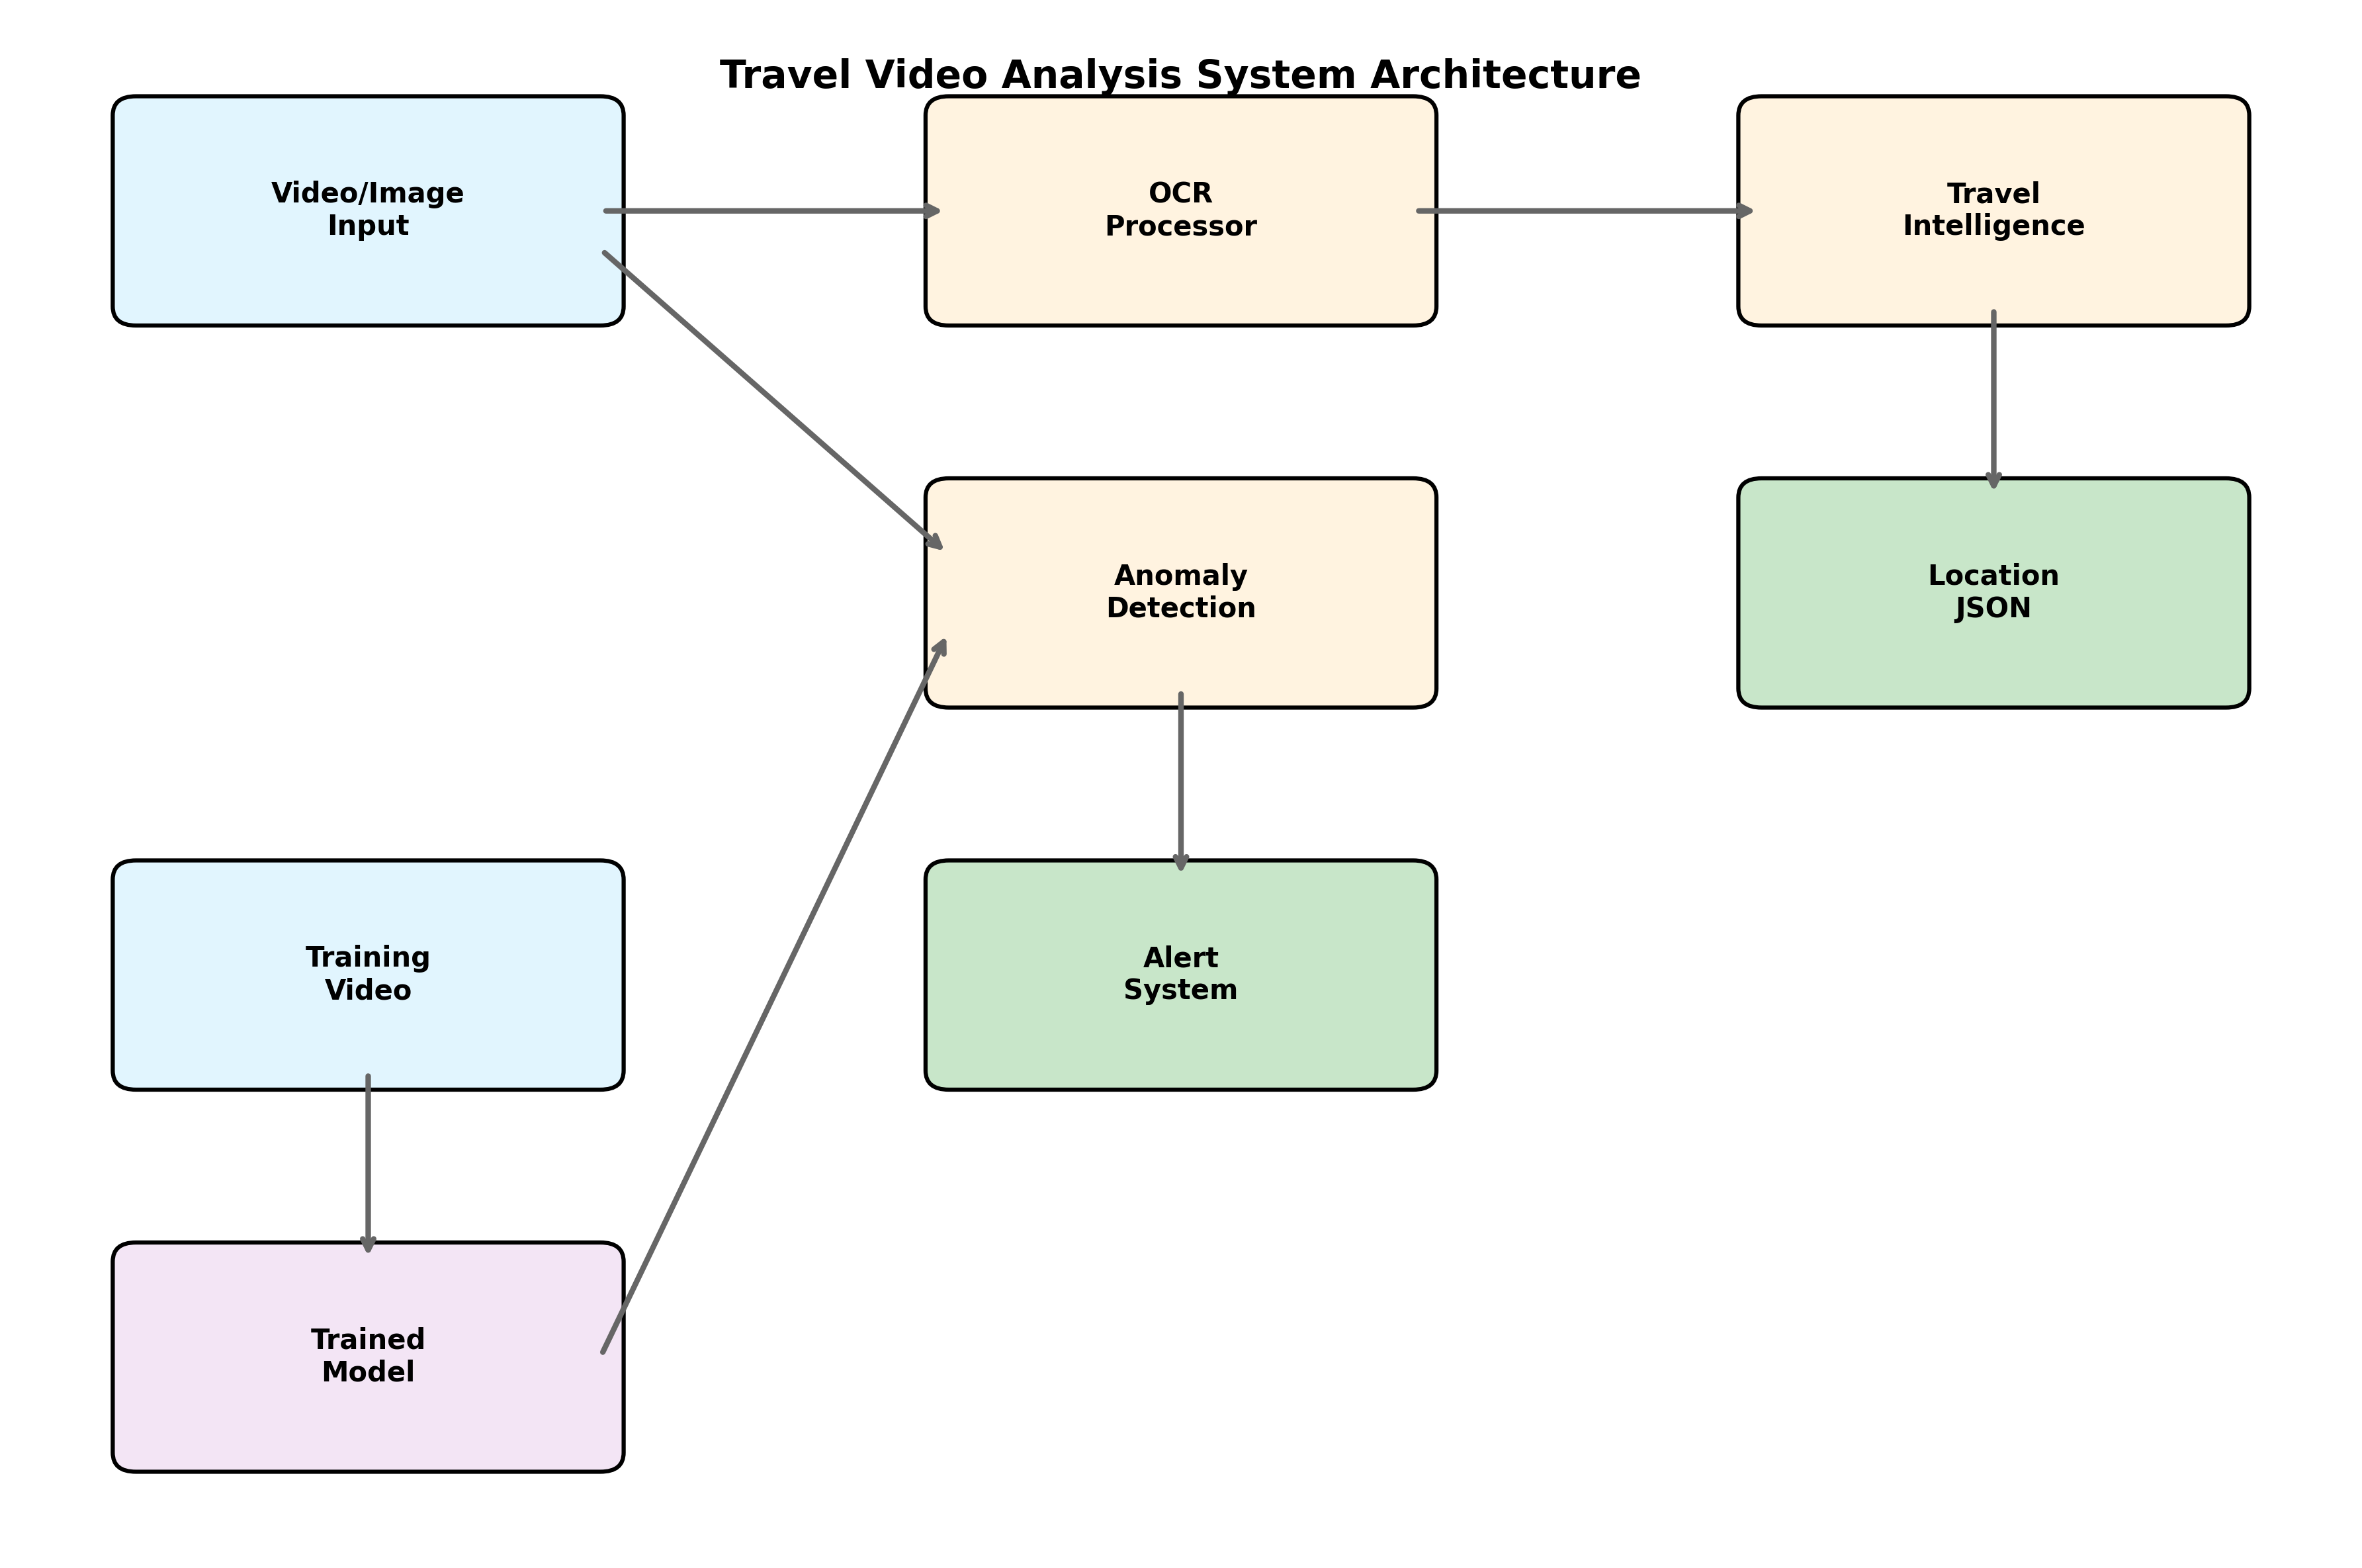 Travel Video Analysis System Architecture
Video/Image
Input
OCR
Processor
Travel
Intelligence
Anomaly
Detection
Location
JSON
Training
Video
Alert
System
Trained
Model